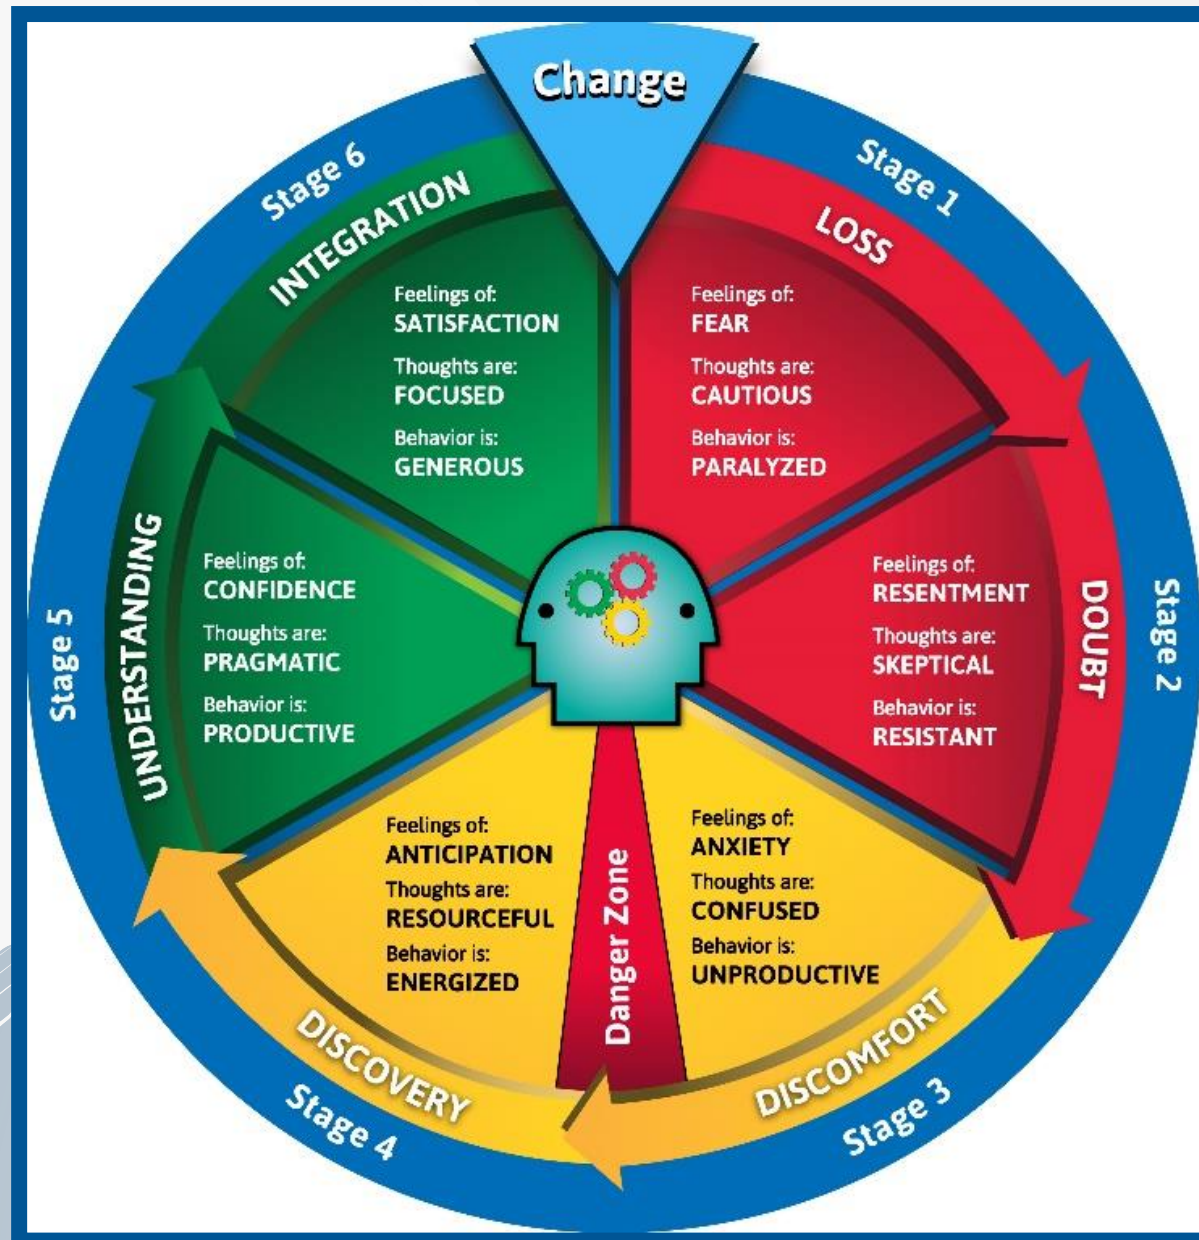 Change
Stage 1
LOSS
Feelings of:
FEAR
Thoughts are:
CAUTIOUS
Behavior is:
PARALYZED
Stage 2
DOUBT
Feelings of:
RESENTMENT
Thoughts are:
SKEPTICAL
Behavior is:
RESISTANT
Stage 3
DISCOMFORT
Feelings of:
ANXIETY
Thoughts are:
CONFUSED
Behavior is:
UNPRODUCTIVE
Danger Zone
Stage 4
DISCOVERY
Feelings of:
ANTICIPATION
Thoughts are:
RESOURCEFUL
Behavior is:
ENERGIZED
Stage 5
UNDERSTANDING
Feelings of:
CONFIDENCE
Thoughts are:
PRAGMATIC
Behavior is:
PRODUCTIVE
Stage 6
INTEGRATION
Feelings of:
SATISFACTION
Thoughts are:
FOCUSED
Behavior is:
GENEROUS